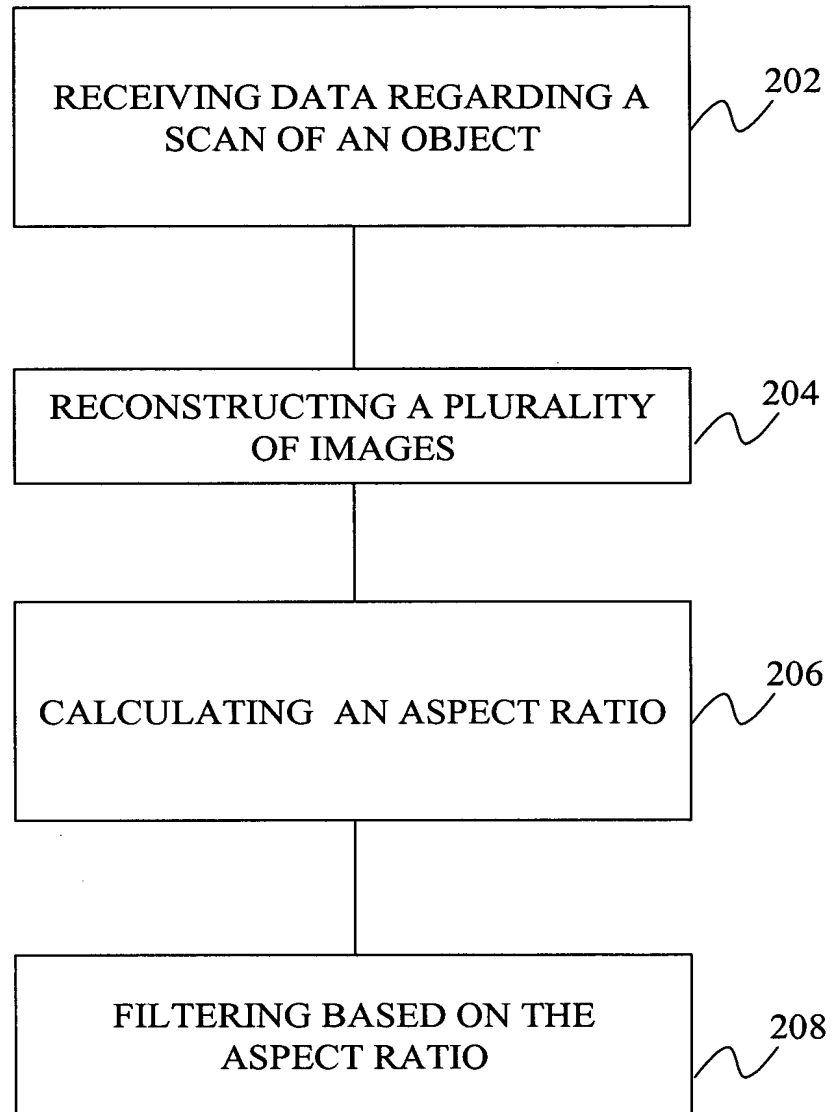 RECEIVING DATA REGARDING A
SCAN OF AN OBJECT
202
RECONSTRUCTING A PLURALITY
OF IMAGES
204
CALCULATING AN ASPECT RATIO
206
FILTERING BASED ON THE
ASPECT RATIO
208